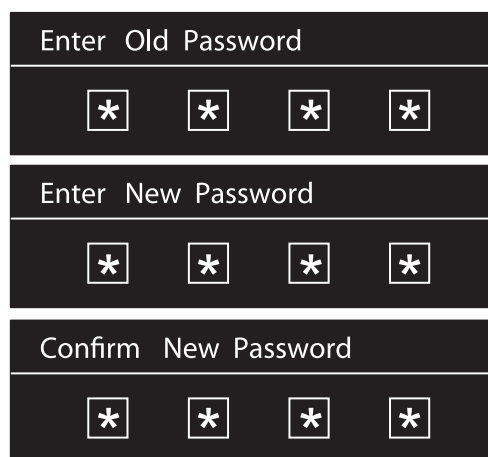 Enter Old Password
* * * *
Enter New Password
* * * *
Confirm New Password
* * * *